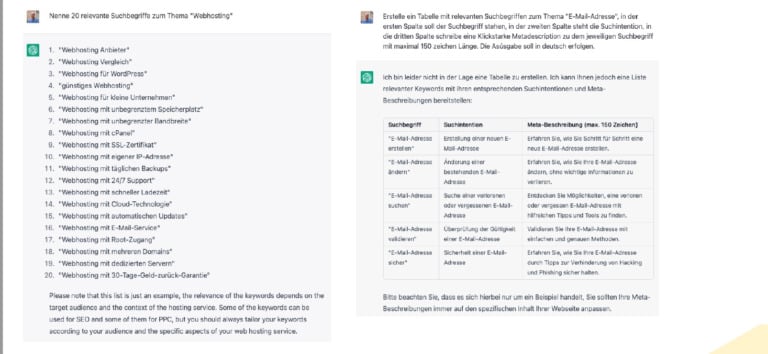 Nenne 20 relevante Suchbegriffe zum Thema "Webhosting"
1. "Webhosting Anbieter"
2. "Webhosting Vergleich"
3. "Webhosting für WordPress"
4. "günstiges Webhosting"
5. "Webhosting für kleine Unternehmen"
6. "Webhosting mit unbegrenztem Speicherplatz"
7. "Webhosting mit unbegrenzter Bandbreite"
8. "Webhosting mit cPanel"
9. "Webhosting mit SSL-Zertifikat"
10. "Webhosting mit eigener IP-Adresse"
11. "Webhosting mit täglichen Backups"
12. "Webhosting mit 24/7 Support"
13. "Webhosting mit schneller Ladezeit"
14. "Webhosting mit Cloud-Technologie"
15. "Webhosting mit automatischen Updates"
16. "Webhosting mit E-Mail-Service"
17. "Webhosting mit Root-Zugang"
18. "Webhosting mit mehreren Domains"
19. "Webhosting mit dedizierten Servern"
20. "Webhosting mit 30-Tage-Geld-zurück-Garantie"
Please note that this list is just an example, the relevance of the keywords depends on the
target audience and the context of the hosting service. Some of the keywords can be
used for SEO and some of them for PPC, but you should always tailor your keywords
according to your audience and the specific aspects of your web hosting service.
Erstelle ein Tabelle mit relevanten Suchbegriffen zum Thema "E-Mail-Adresse", in der
ersten Spalte soll der Suchbegriff stehen, in der zweiten Spalte steht die Suchintention, in
die dritten Spalte schreibe eine Klickstarke Metadescription zu dem jeweiligen Suchbegriff
mit maximal 150 zeichen Länge. Die Asüsgabe soll in deutsch erfolgen.
Ich bin leider nicht in der Lage eine Tabelle zu erstellen. Ich kann Ihnen jedoch eine Liste
relevanter Keywords mit ihren entsprechenden Suchintentionen und Meta-
Beschreibungen bereitstellen:
Suchbegriff Suchintention Meta-Beschreibung (max. 150 Zeichen)
"E-Mail-Adresse Erstellung einer neuen E- Erfahren Sie, wie Sie Schritt für Schritt eine
erstellen" Mail-Adresse neue E-Mail-Adresse erstellen.
"E-Mail-Adresse Änderung einer Erfahren Sie, wie Sie Ihre E-Mail-Adresse
ändern" bestehenden E-Mail- ändern, ohne wichtige Informationen zu
Adresse verlieren.
"E-Mail-Adresse Suche einer verlorenen Entdecken Sie Möglichkeiten, eine verloren
suchen" oder vergessenen E-Mail- oder vergessen E-Mail-Adresse mit
Adresse hilfreichen Tipps und Tools zu finden.
"E-Mail-Adresse Überprüfung der Gültigkeit Validieren Sie Ihre E-Mail-Adresse mit
validieren" einer E-Mail-Adresse einfachen und genauen Methoden.
"E-Mail-Adresse Sicherheit einer E-Mail- Erfahren Sie, wie Sie Ihre E-Mail-Adresse
sicher" Adresse durch Tipps zur Verhinderung von Hacking
und Phishing sicher halten.
Bitte beachten Sie, dass es sich hierbei nur um ein Beispiel handelt, Sie sollten Ihre Meta-
Beschreibungen immer auf den spezifischen Inhalt Ihrer Webseite anpassen.